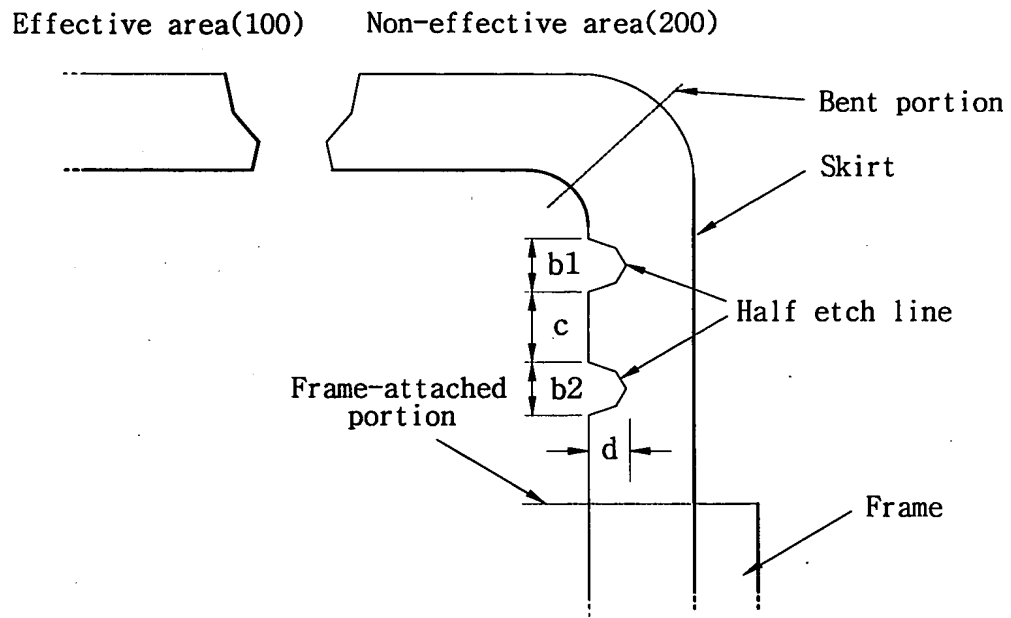 Effective area(100)
Non-effective area(200)
Bent portion
Skirt
b1
c
Half etch line
b2
Frame-attached
portion
d
Frame